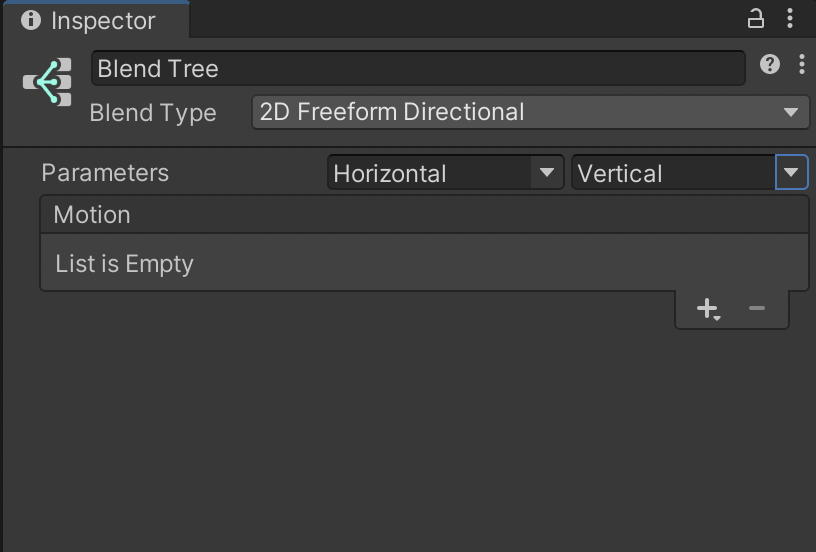 Inspector
Blend Tree
Blend Type 2D Freeform Directional
Parameters Horizontal Vertical
Motion
List is Empty